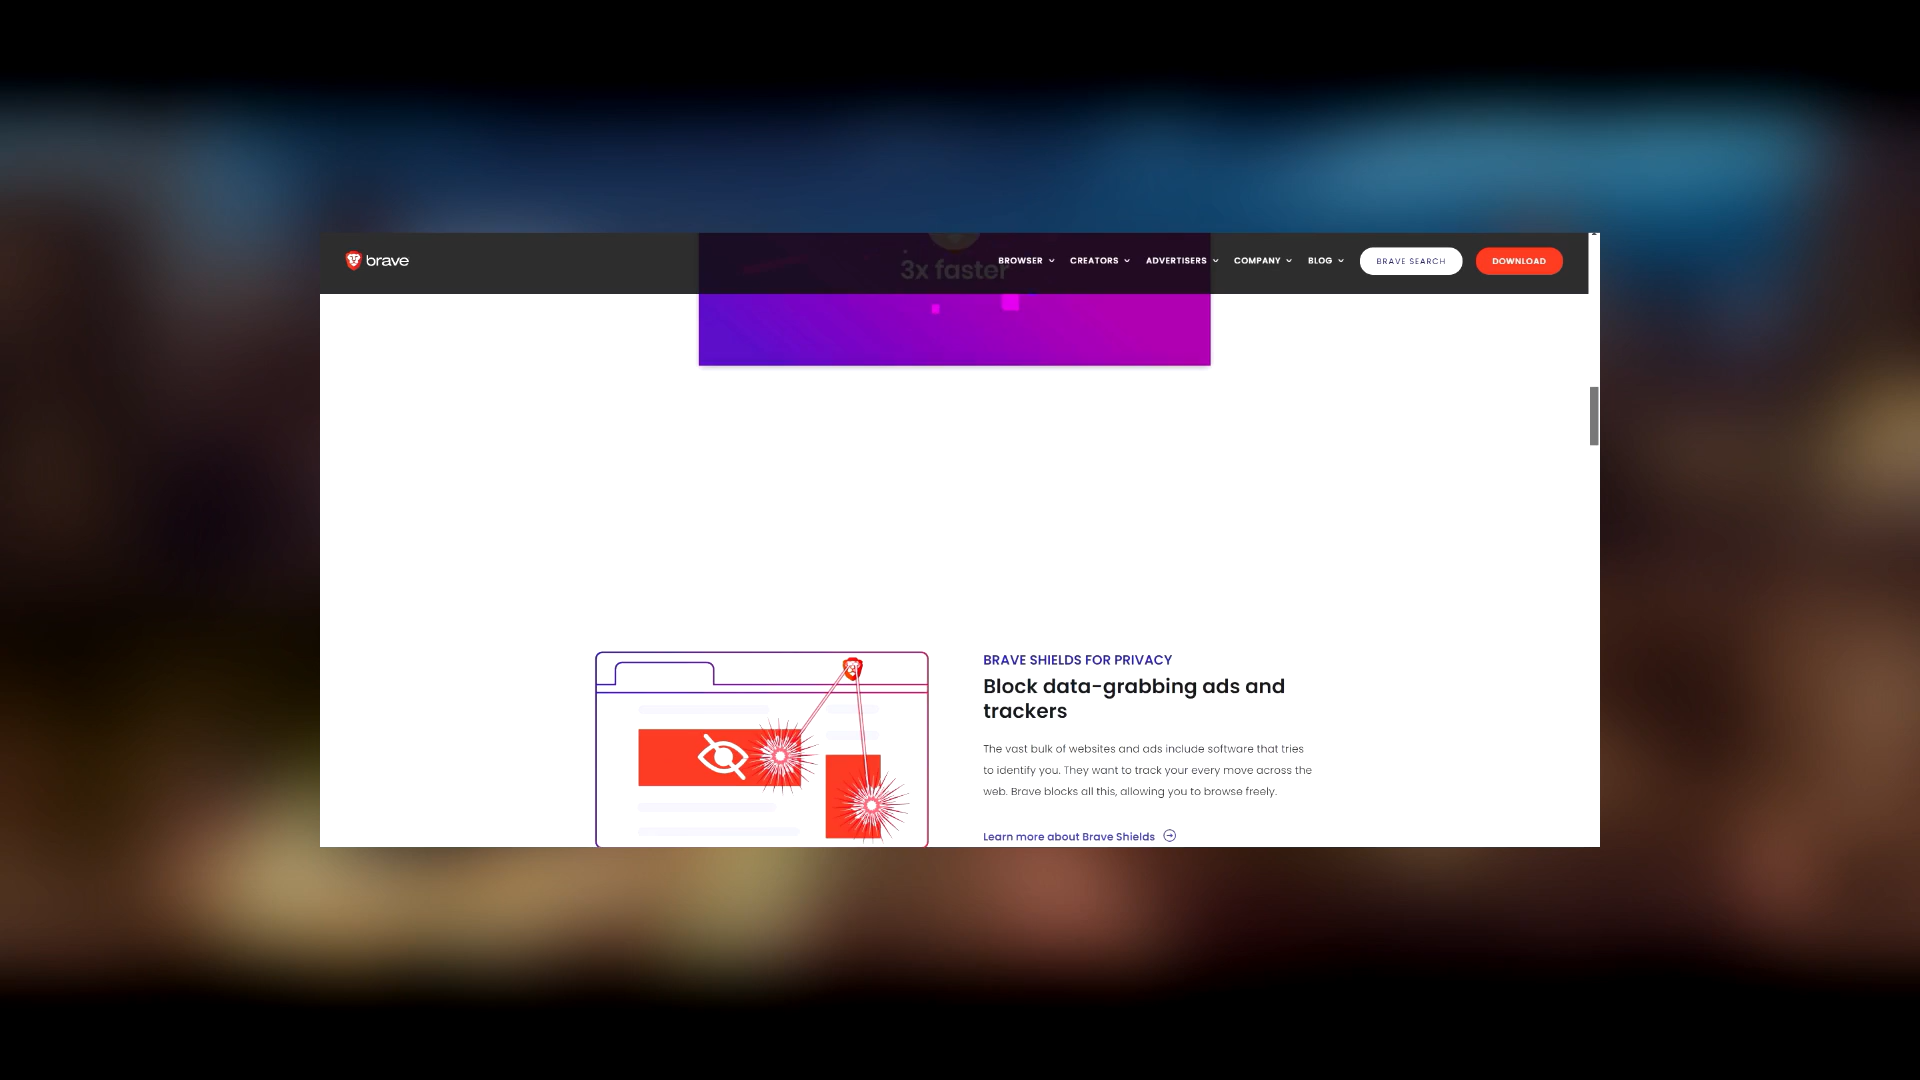 brave
3x faster
BROWSER
CREATORS
ADVERTISERS
COMPANY
BLOG
BRAVE SEARCH
DOWNLOAD
BRAVE SHIELDS FOR PRIVACY
Block data-grabbing ads and
trackers
The vast bulk of websites and ads include software that tries
to identify you. They want to track your every move across the
web. Brave blocks all this, allowing you to browse freely.
Learn more about Brave Shields